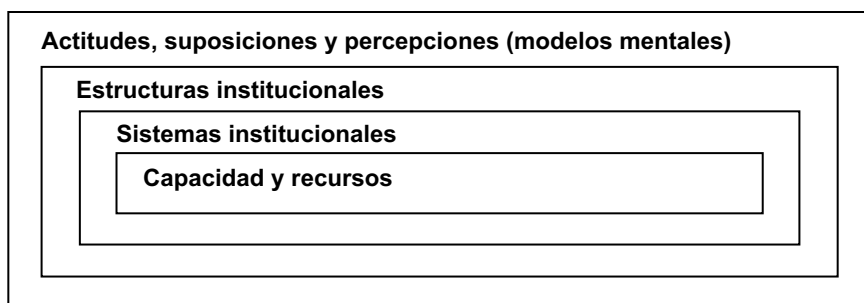 Actitudes, suposiciones y percepciones (modelos mentales)
Estructuras institucionales
Sistemas institucionales
Capacidad y recursos